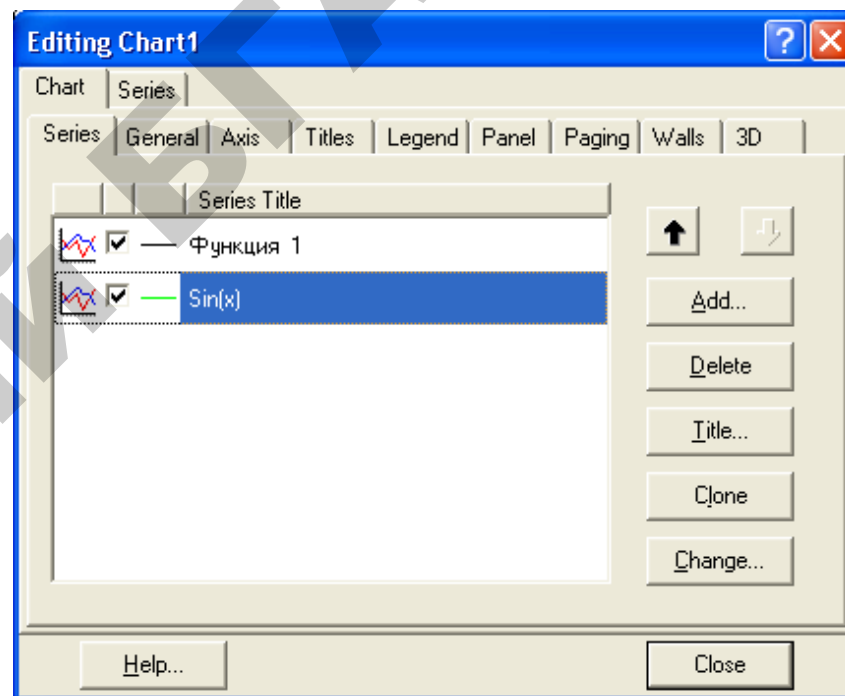 Editing Chart1
Chart Series
Series General Axis Titles Legend Panel Paging Walls 3D
Series Title
Функция 1
Sin(x)
Add...
Delete
Title...
Clone
Change...
Help... Close